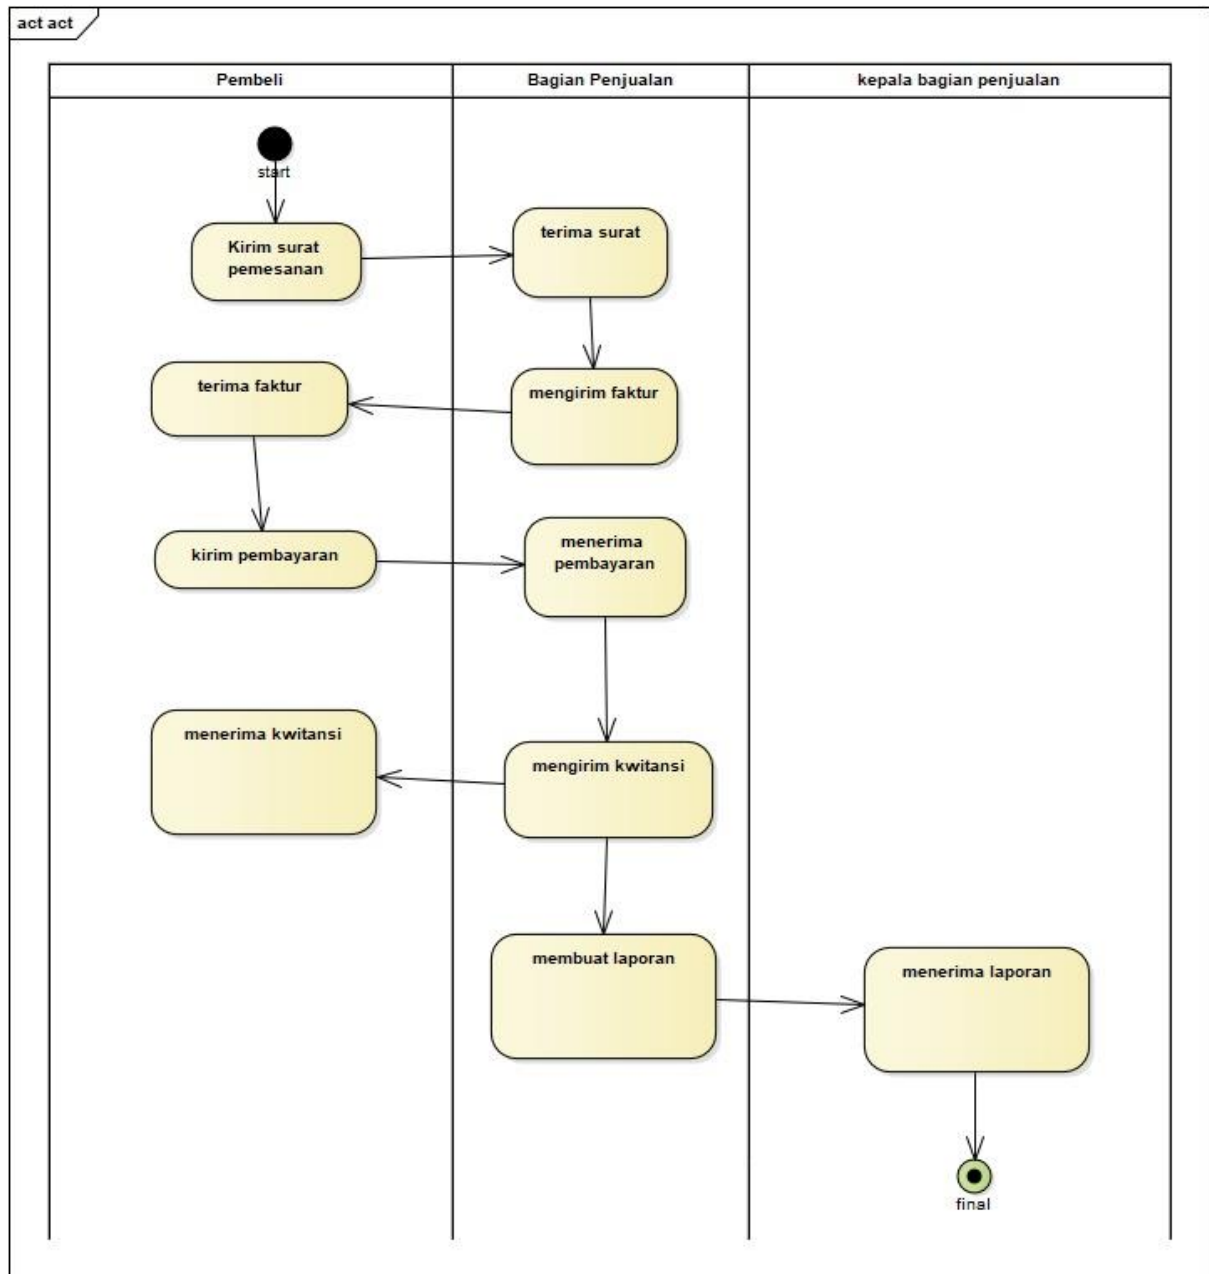 act act
Pembeli
Bagian Penjualan
kepala bagian penjualan
start
Kirim surat
pemesanan
terima surat
terima faktur
mengirim faktur
kirim pembayaran
menerima
pembayaran
menerima kwitansi
mengirim kwitansi
membuat laporan
menerima laporan
final